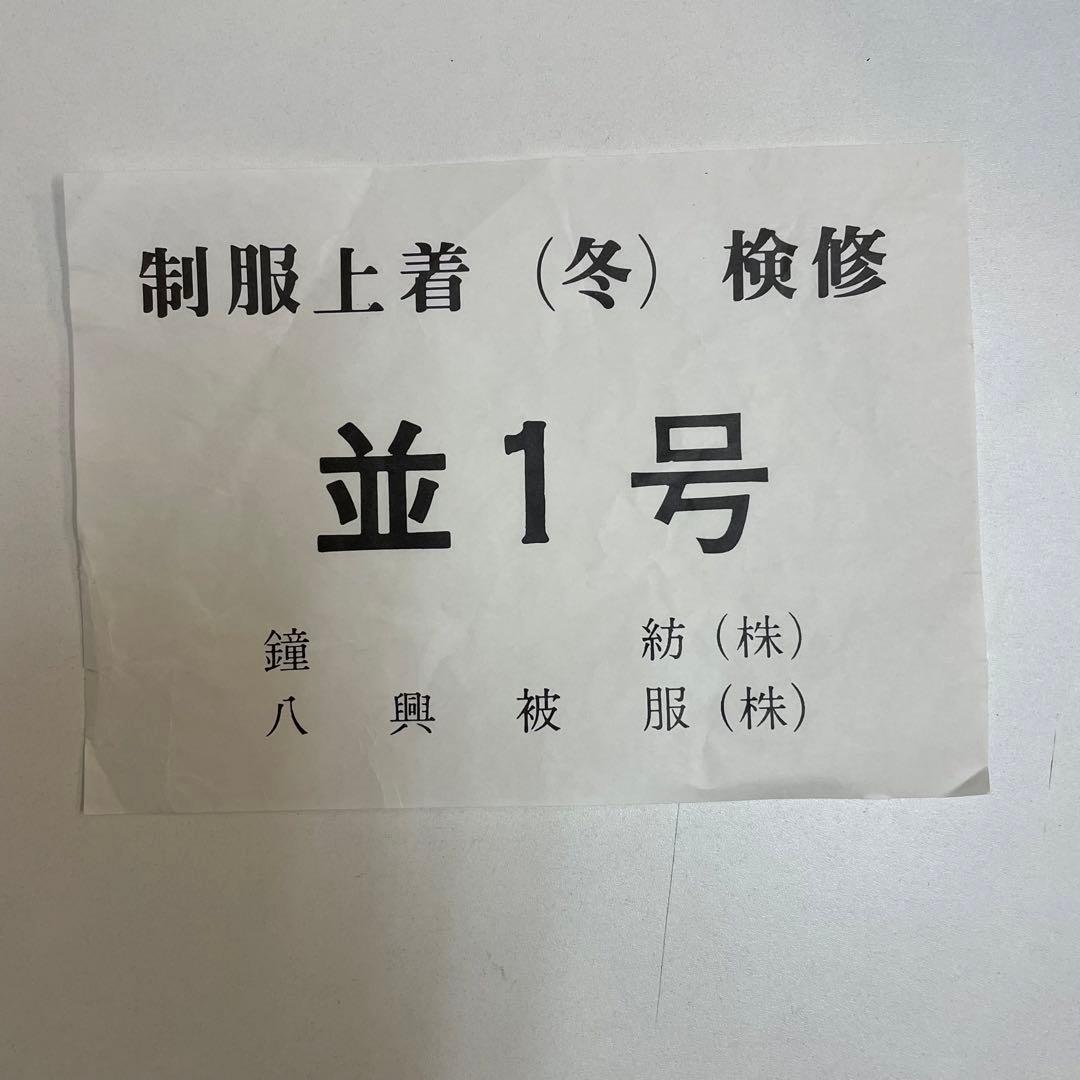 制服上着（冬）検修
並1号
鐘紡（株）
八興被服（株）